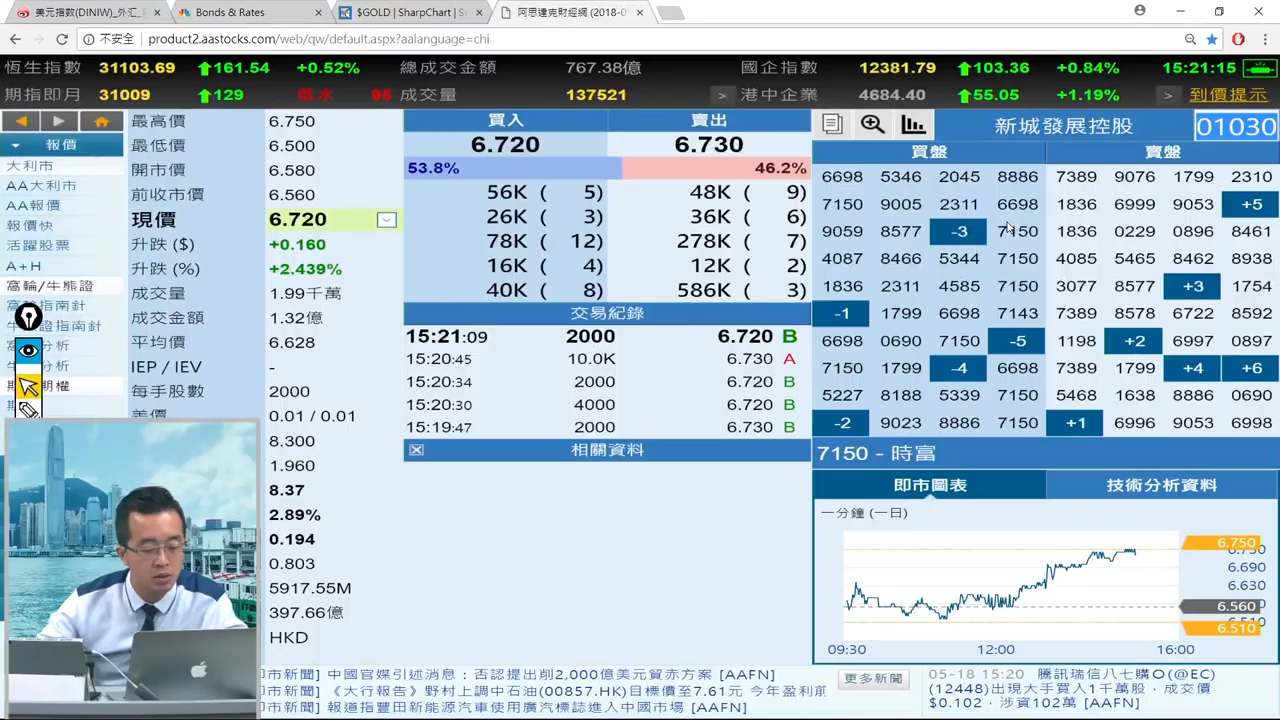 美元指数(DINIW)_外汇_
Bonds & Rates
$GOLD | SharpChart | S
阿思達克財經網 (2018-0
不安全 | product2.aastocks.com/web/qw/default.aspx?aalanguage=chi
恆生指數 31103.69 161.54 +0.52% 總成交金額 767.38億 國企指數 12381.79 103.36 +0.84% 15:21:15
期指即月 31009 129 低水 95 成交量 137521 > 港中企業 4684.40 55.05 +1.19% > 到價提示
報價
大利市
AA大利市
AA報價
報價快
活躍股票
A+H
窩輪/牛熊證
窩輪指南針
證指南針
分析
分析
期權
最高價 6.750
最低價 6.500
開市價 6.580
前收市價 6.560
現價 6.720
升跌 ($) +0.160
升跌 (%) +2.439%
成交量 1.99千萬
成交金額 1.32億
平均價 6.628
IEP / IEV -
每手股數 2000
差價 0.01 / 0.01
8.300
1.960
8.37
2.89%
0.194
0.803
5917.55M
397.66億
HKD
買入 賣出
6.720 6.730
53.8% 46.2%
56K ( 5) 48K ( 9)
26K ( 3) 36K ( 6)
78K ( 12) 278K ( 7)
16K ( 4) 12K ( 2)
40K ( 8) 586K ( 3)
交易紀錄
15:21:09 2000 6.720 B
15:20:45 10.0K 6.730 A
15:20:34 2000 6.720 B
15:20:30 4000 6.720 B
15:19:47 2000 6.730 B
相關資料
新城發展控股 01030
買盤 賣盤
6698 5346 2045 8886 7389 9076 1799 2310
7150 9005 2311 6698 1836 6999 9053 +5
9059 8577 -3 7150 1836 0229 0896 8461
4087 8466 5344 7150 4085 5465 8462 8938
1836 2311 4585 7150 3077 8577 +3 1754
-1 1799 6698 7143 7389 8578 6722 8592
6698 0690 7150 -5 1198 +2 6997 0897
7150 1799 -4 6698 7389 1799 +4 +6
5227 8188 5339 7150 5468 1638 8886 0690
-2 9023 8886 7150 +1 6996 9053 6998
7150 - 時富
即市圖表 技術分析資料
一分鐘 (一日)
6.750
6.690
6.630
6.560
6.510
09:30 12:00 16:00
市新聞] 中國官媒引述消息：否認提出削2,000億美元貿赤方案 [AAFN]
市新聞] 《大行報告》野村上調中石油(00857.HK)目標價至7.61元 今年盈利前
市新聞] 報道指豐田新能源汽車使用廣汽標誌進入中國市場 [AAFN]
更多新聞
05-18 15:20 騰訊瑞信八七購O(@EC)
(12448)出現大手買入1千萬股，成交價
$0.102，涉資102萬 [AAFN]